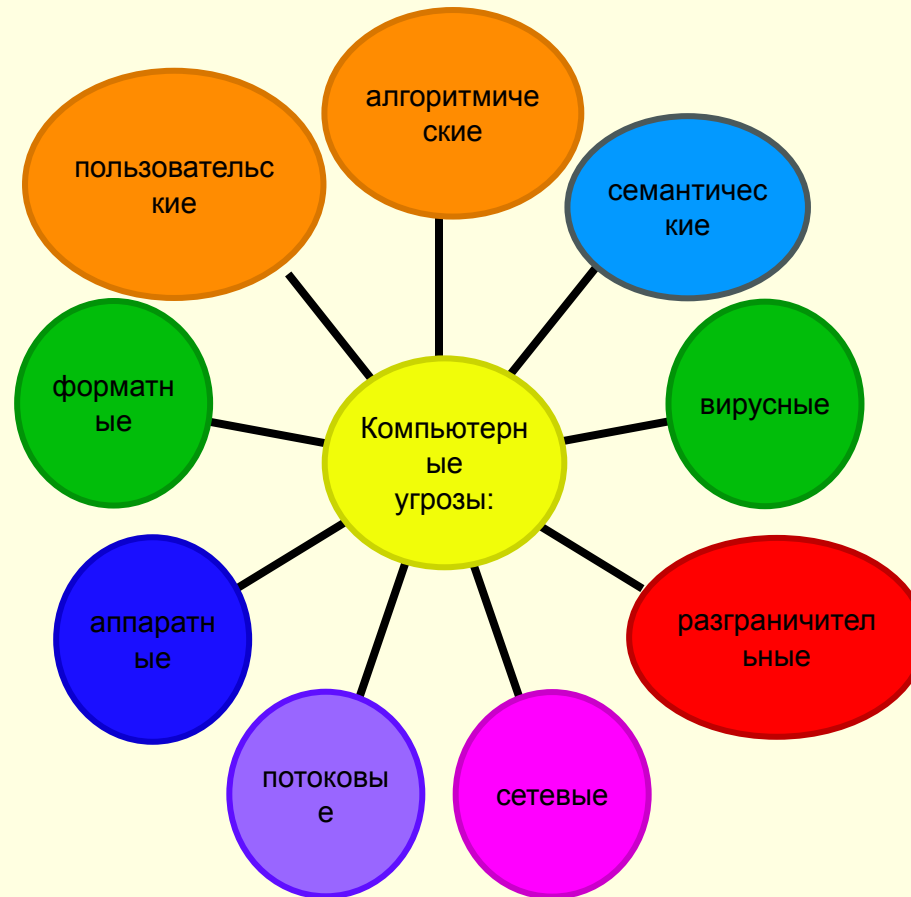 алгоритмиче
ские
пользовательс
кие
семантичес
кие
форматн
ые
вирусные
Компьютерн
ые
угрозы:
аппаратн
ые
разграничител
ьные
потоковы
е
сетевые